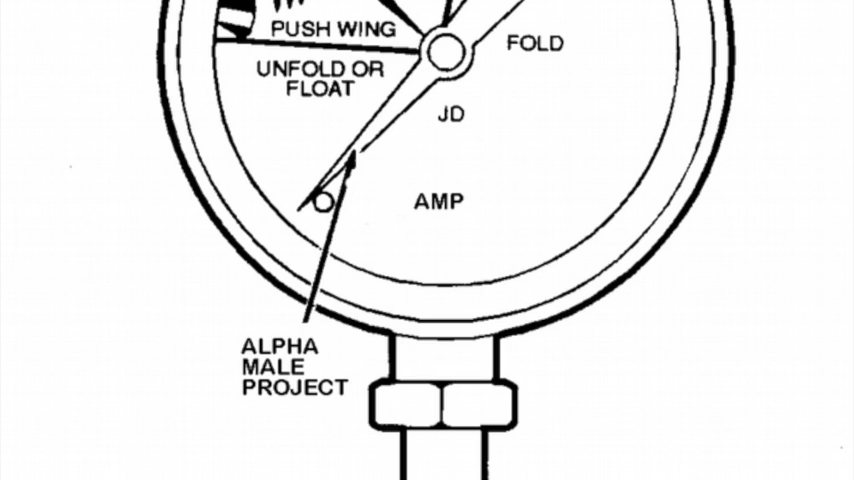 PUSH WING
FOLD
UNFOLD OR
FLOAT
JD
AMP
ALPHA
MALE
PROJECT